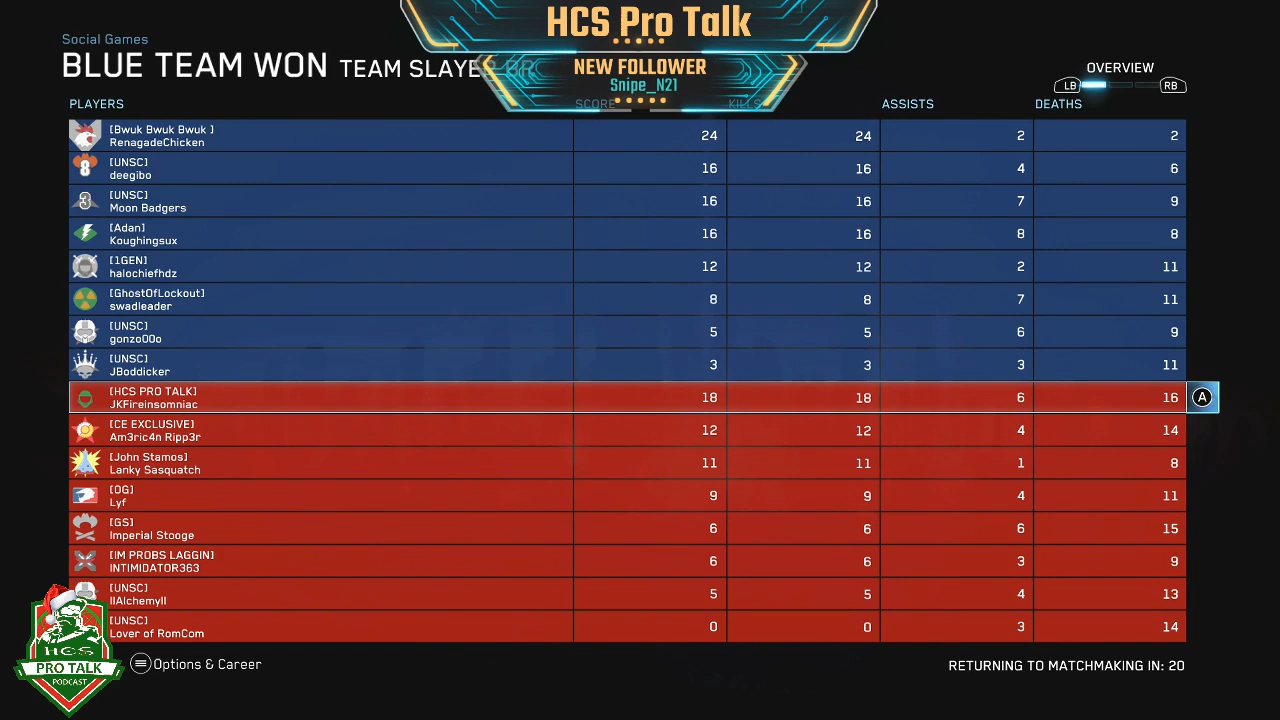 HCS Pro Talk
Social Games
BLUE TEAM WON TEAM SLAYER BR
NEW FOLLOWER
Snipe_N21
OVERVIEW
LB RB
PLAYERS SCORE KILLS ASSISTS DEATHS
[Bwuk Bwuk Bwuk ]
RenagadeChicken 24 24 2 2
8
[UNSC]
deegibo 16 16 4 6
3
[UNSC]
Moon Badgers 16 16 7 9
[Adan]
Koughingsux 16 16 8 8
[1GEN]
halochiefhdz 12 12 2 11
[GhostOfLockout]
swadleader 8 8 7 11
[UNSC]
gonzo00o 5 5 6 9
[UNSC]
JBoddicker 3 3 3 11
[HCS PRO TALK]
JKFireinsomniac 18 18 6 16 A
[CE EXCLUSIVE]
Am3ric4n Ripp3r 12 12 4 14
[John Stamos]
Lanky Sasquatch 11 11 1 8
[OG]
Lyf 9 9 4 11
[GS]
Imperial Stooge 6 6 6 15
[IM PROBS LAGGIN]
INTIMIDATOR363 6 6 3 9
[UNSC]
IIAlchemyII 5 5 4 13
[UNSC]
Lover of RomCom 0 0 3 14
HCS
PRO TALK
PODCAST
Options & Career
RETURNING TO MATCHMAKING IN: 20